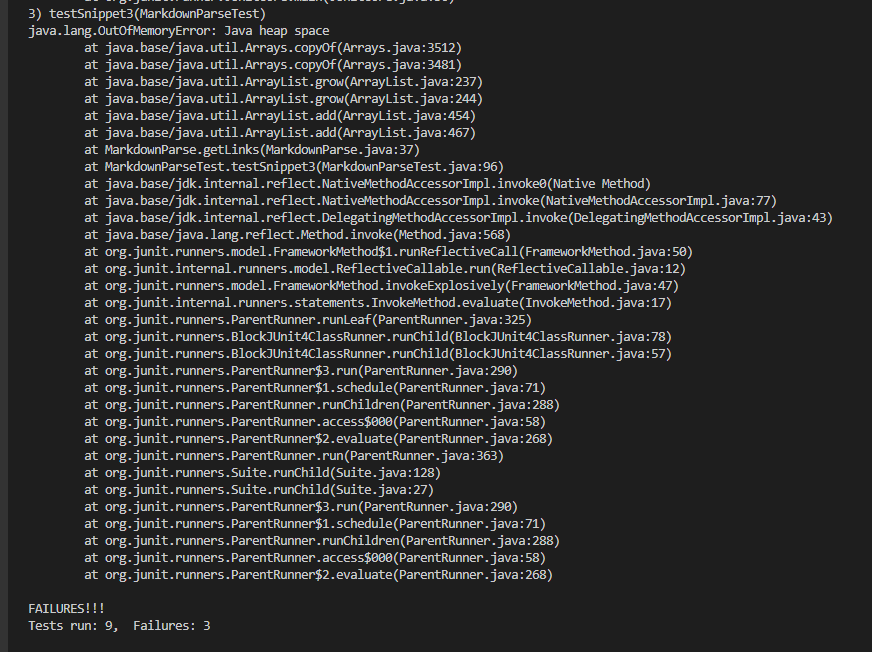 3) testSnippet3(MarkdownParseTest)
java.lang.OutOfMemoryError: Java heap space
at java.base/java.util.Arrays.copyOf(Arrays.java:3512)
at java.base/java.util.Arrays.copyOf(Arrays.java:3481)
at java.base/java.util.ArrayList.grow(ArrayList.java:237)
at java.base/java.util.ArrayList.grow(ArrayList.java:244)
at java.base/java.util.ArrayList.add(ArrayList.java:454)
at java.base/java.util.ArrayList.add(ArrayList.java:467)
at MarkdownParse.getLinks(MarkdownParse.java:37)
at MarkdownParseTest.testSnippet3(MarkdownParseTest.java:96)
at java.base/jdk.internal.reflect.NativeMethodAccessorImpl.invoke0(Native Method)
at java.base/jdk.internal.reflect.NativeMethodAccessorImpl.invoke(NativeMethodAccessorImpl.java:77)
at java.base/jdk.internal.reflect.DelegatingMethodAccessorImpl.invoke(DelegatingMethodAccessorImpl.java:43)
at java.base/java.lang.reflect.Method.invoke(Method.java:568)
at org.junit.runners.model.FrameworkMethod$1.runReflectiveCall(FrameworkMethod.java:50)
at org.junit.internal.runners.model.ReflectiveCallable.run(ReflectiveCallable.java:12)
at org.junit.runners.model.FrameworkMethod.invokeExplosively(FrameworkMethod.java:47)
at org.junit.internal.runners.statements.InvokeMethod.evaluate(InvokeMethod.java:17)
at org.junit.runners.ParentRunner.runLeaf(ParentRunner.java:325)
at org.junit.runners.BlockJUnit4ClassRunner.runChild(BlockJUnit4ClassRunner.java:78)
at org.junit.runners.BlockJUnit4ClassRunner.runChild(BlockJUnit4ClassRunner.java:57)
at org.junit.runners.ParentRunner$3.run(ParentRunner.java:290)
at org.junit.runners.ParentRunner$1.schedule(ParentRunner.java:71)
at org.junit.runners.ParentRunner.runChildren(ParentRunner.java:288)
at org.junit.runners.ParentRunner.access$000(ParentRunner.java:58)
at org.junit.runners.ParentRunner$2.evaluate(ParentRunner.java:268)
at org.junit.runners.ParentRunner.run(ParentRunner.java:363)
at org.junit.runners.Suite.runChild(Suite.java:128)
at org.junit.runners.Suite.runChild(Suite.java:27)
at org.junit.runners.ParentRunner$3.run(ParentRunner.java:290)
at org.junit.runners.ParentRunner$1.schedule(ParentRunner.java:71)
at org.junit.runners.ParentRunner.runChildren(ParentRunner.java:288)
at org.junit.runners.ParentRunner.access$000(ParentRunner.java:58)
at org.junit.runners.ParentRunner$2.evaluate(ParentRunner.java:268)
FAILURES!!!
Tests run: 9,  Failures: 3